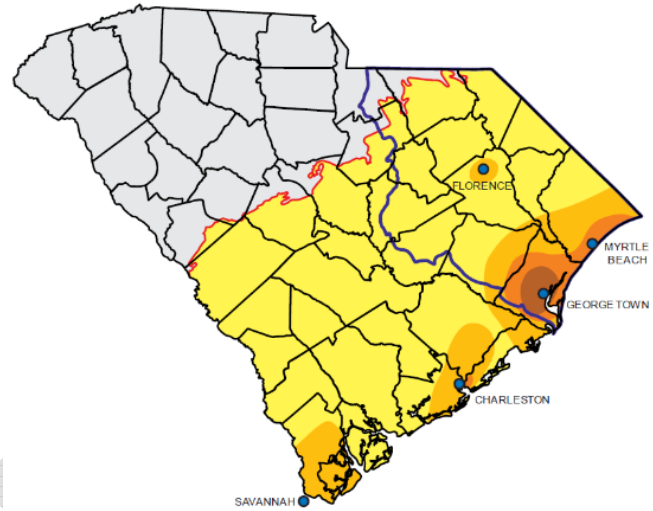 FLORENCE
MYRTLE
BEACH
GEORGETOWN
CHARLESTON
SAVANNAH